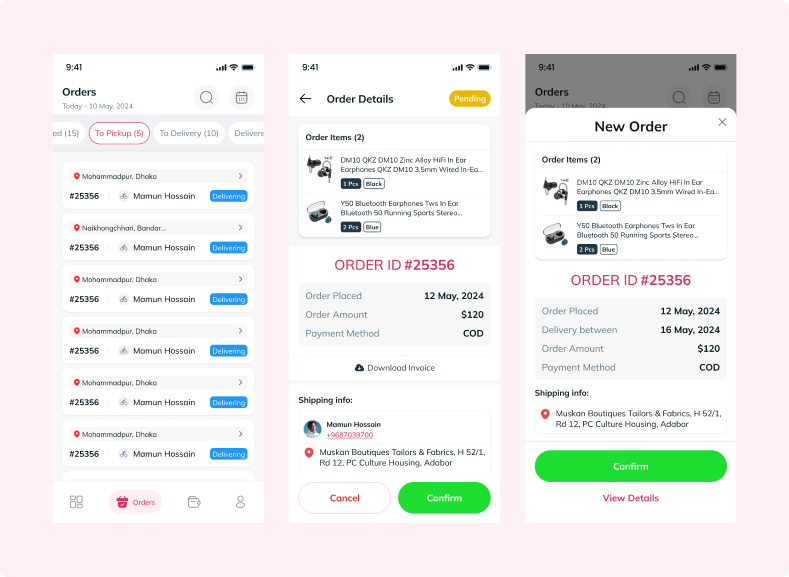 9:41
Orders
Today - 10 May, 2024
ed (15)
To Pickup (5)
To Delivery (10)
Delivere
Mohammadpur, Dhaka
#25356
Mamun Hossain
Delivering
Naikhongchhari, Bandar...
#25356
Mamun Hossain
Delivering
Mohammadpur, Dhaka
#25356
Mamun Hossain
Delivering
Mohammadpur, Dhaka
#25356
Mamun Hossain
Delivering
Mohammadpur, Dhaka
#25356
Mamun Hossain
Delivering
Mohammadpur, Dhaka
#25356
Mamun Hossain
Delivering
Orders
9:41
Order Details
Pending
Order Items (2)
DM10 QKZ DM10 Zinc Alloy HiFi In Ear
Earphones QKZ DM10 3.5mm Wired In-Ea...
1 Pcs
Black
Y50 Bluetooth Earphones Tws In Ear
Bluetooth 50 Running Sports Stereo...
2 Pcs
Blue
ORDER ID #25356
Order Placed
12 May, 2024
Order Amount
$120
Payment Method
COD
Download Invoice
Shipping info:
Mamun Hossain
+9687039700
Muskan Boutiques Tailors & Fabrics, H 52/1,
Rd 12, PC Culture Housing, Adabor
Cancel
Confirm
9:41
Orders
Today - 10 May, 2024
New Order
Order Items (2)
DM10 QKZ DM10 Zinc Alloy HiFi In Ear
Earphones QKZ DM10 3.5mm Wired In-Ea...
1 Pcs
Black
Y50 Bluetooth Earphones Tws In Ear
Bluetooth 50 Running Sports Stereo...
2 Pcs
Blue
ORDER ID #25356
Order Placed
12 May, 2024
Delivery between
16 May, 2024
Order Amount
$120
Payment Method
COD
Shipping info:
Muskan Boutiques Tailors & Fabrics, H 52/1,
Rd 12, PC Culture Housing, Adabor
Confirm
View Details